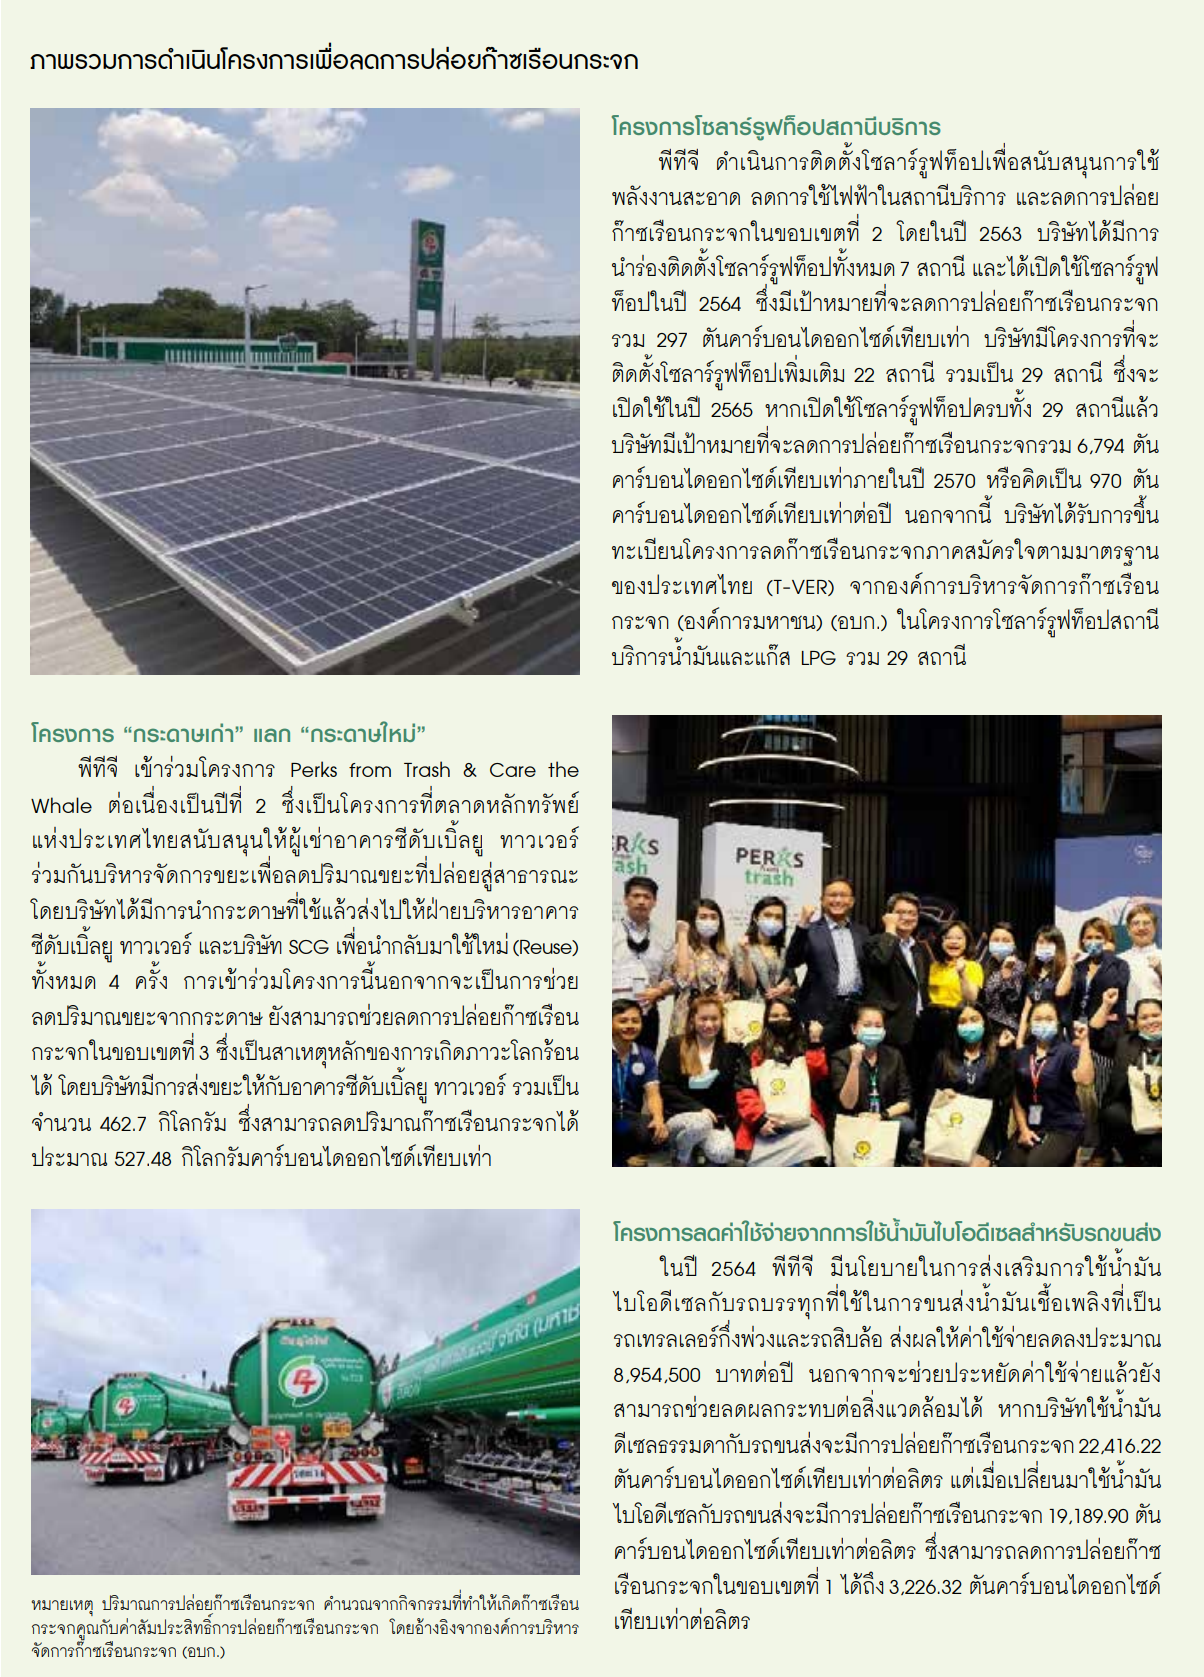 ภาพรวมการดำเนินโครงการเพื่อลดการปล่อยก๊าซเรือนกระจก
โครงการโซลาร์รูฟท็อปสถานีบริการ
พีทีจี ดำเนินการติดตั้งโซลาร์รูฟท็อปเพื่อสนับสนุนการใช้
พลังงานสะอาด ลดการใช้ไฟฟ้าในสถานีบริการ และลดการปล่อย
ก๊าซเรือนกระจกในขอบเขตที่ 2 โดยในปี 2563 บริษัทได้มีการ
นำร่องติดตั้งโซลาร์รูฟท็อปทั้งหมด 7 สถานี และได้เปิดใช้โซลาร์รูฟ
ท็อปในปี 2564 ซึ่งมีเป้าหมายที่จะลดการปล่อยก๊าซเรือนกระจก
รวม 297 ตันคาร์บอนไดออกไซด์เทียบเท่า บริษัทมีโครงการที่จะ
ติดตั้งโซลาร์รูฟท็อปเพิ่มเติม 22 สถานี รวมเป็น 29 สถานี ซึ่งจะ
เปิดใช้ในปี 2565 หากเปิดใช้โซลาร์รูฟท็อปครบทั้ง 29 สถานีแล้ว
บริษัทมีเป้าหมายที่จะลดการปล่อยก๊าซเรือนกระจกรวม 6,794 ตัน
คาร์บอนไดออกไซด์เทียบเท่าภายในปี 2570 หรือคิดเป็น 970 ตัน
คาร์บอนไดออกไซด์เทียบเท่าต่อปี นอกจากนี้ บริษัทได้รับการขึ้น
ทะเบียนโครงการลดก๊าซเรือนกระจกภาคสมัครใจตามมาตรฐาน
ของประเทศไทย (T-VER) จากองค์การบริหารจัดการก๊าซเรือน
กระจก (องค์การมหาชน) (อบก.) ในโครงการโซลาร์รูฟท็อปสถานี
บริการน้ำมันและแก๊ส LPG รวม 29 สถานี
โครงการ “กระดาษเก่า” แลก “กระดาษใหม่”
พีทีจี เข้าร่วมโครงการ Perks from Trash & Care the
Whale ต่อเนื่องเป็นปีที่ 2 ซึ่งเป็นโครงการที่ตลาดหลักทรัพย์
แห่งประเทศไทยสนับสนุนให้ผู้เช่าอาคารซีดับเบิ้ลยู ทาวเวอร์
ร่วมกันบริหารจัดการขยะเพื่อลดปริมาณขยะที่ปล่อยสู่สาธารณะ
โดยบริษัทได้มีการนำกระดาษที่ใช้แล้วส่งไปให้ฝ่ายบริหารอาคาร
ซีดับเบิ้ลยู ทาวเวอร์ และบริษัท SCG เพื่อนำกลับมาใช้ใหม่ (Reuse)
ทั้งหมด 4 ครั้ง การเข้าร่วมโครงการนี้นอกจากจะเป็นการช่วย
ลดปริมาณขยะจากกระดาษ ยังสามารถช่วยลดการปล่อยก๊าซเรือน
กระจกในขอบเขตที่ 3 ซึ่งเป็นสาเหตุหลักของการเกิดภาวะโลกร้อน
ได้ โดยบริษัทมีการส่งขยะให้กับอาคารซีดับเบิ้ลยู ทาวเวอร์ รวมเป็น
จำนวน 462.7 กิโลกรัม ซึ่งสามารถลดปริมาณก๊าซเรือนกระจกได้
ประมาณ 527.48 กิโลกรัมคาร์บอนไดออกไซด์เทียบเท่า
PERKS
trash
โครงการลดค่าใช้จ่ายจากการใช้น้ำมันไบโอดีเซลสำหรับรถขนส่ง
ในปี 2564 พีทีจี มีนโยบายในการส่งเสริมการใช้น้ำมัน
ไบโอดีเซลกับรถบรรทุกที่ใช้ในการขนส่งน้ำมันเชื้อเพลิงที่เป็น
รถเทรลเลอร์กึ่งพ่วงและรถสิบล้อ ส่งผลให้ค่าใช้จ่ายลดลงประมาณ
8,954,500 บาทต่อปี นอกจากจะช่วยประหยัดค่าใช้จ่ายแล้วยัง
สามารถช่วยลดผลกระทบต่อสิ่งแวดล้อมได้ หากบริษัทใช้น้ำมัน
ดีเซลธรรมดากับรถขนส่งจะมีการปล่อยก๊าซเรือนกระจก 22,416.22
ตันคาร์บอนไดออกไซด์เทียบเท่าต่อลิตร แต่เมื่อเปลี่ยนมาใช้น้ำมัน
ไบโอดีเซลกับรถขนส่งจะมีการปล่อยก๊าซเรือนกระจก 19,189.90 ตัน
คาร์บอนไดออกไซด์เทียบเท่าต่อลิตร ซึ่งสามารถลดการปล่อยก๊าซ
เรือนกระจกในขอบเขตที่ 1 ได้ถึง 3,226.32 ตันคาร์บอนไดออกไซด์
เทียบเท่าต่อลิตร
หมายเหตุ ปริมาณการปล่อยก๊าซเรือนกระจก คำนวณจากกิจกรรมที่ทำให้เกิดก๊าซเรือน
กระจกคูณกับค่าสัมประสิทธิ์การปล่อยก๊าซเรือนกระจก โดยอ้างอิงจากองค์การบริหาร
จัดการก๊าซเรือนกระจก (อบก.)